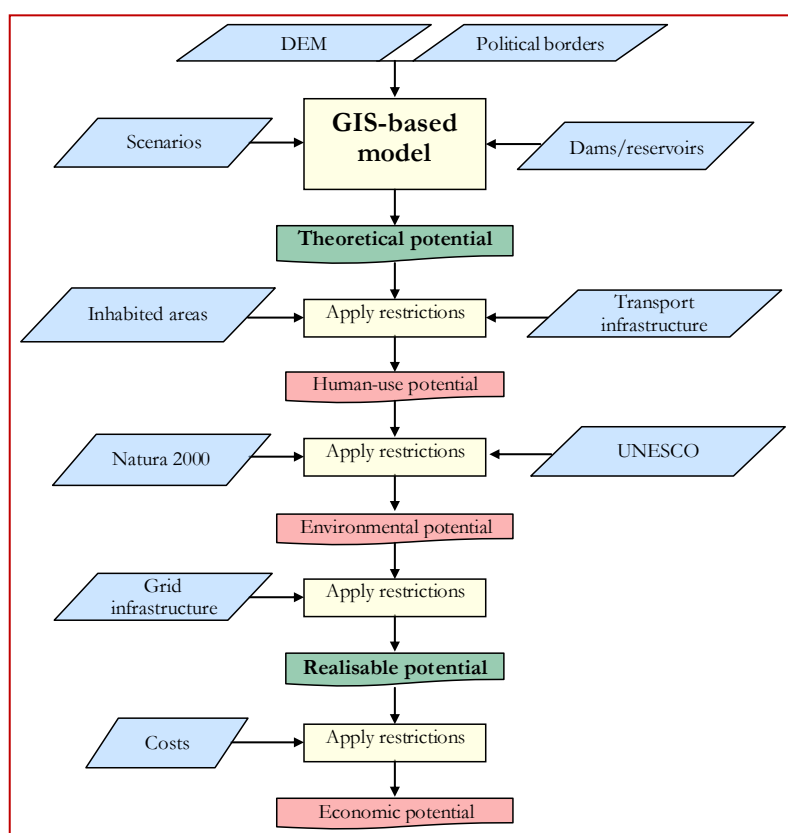 DEM
Political borders
GIS-based
model
Scenarios
Dams/reservoirs
Theoretical potential
Inhabited areas
Apply restrictions
Transport
infrastructure
Human-use potential
Natura 2000
Apply restrictions
UNESCO
Environmental potential
Grid
infrastructure
Apply restrictions
Realisable potential
Costs
Apply restrictions
Economic potential